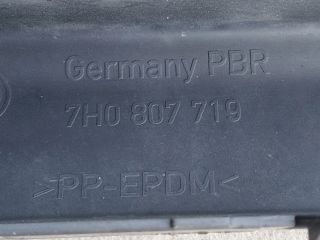 Germany PBR
7H0 807 719
>PP-EPDM<